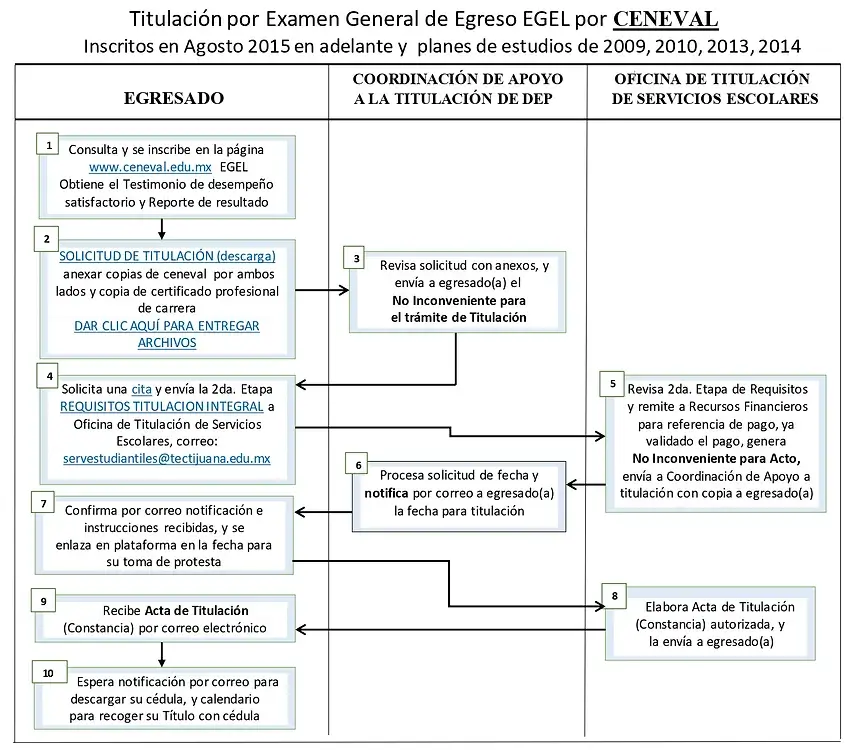 Titulación por Examen General de Egreso EGEL por CENEVAL
Inscritos en Agosto 2015 en adelante y planes de estudios de 2009, 2010, 2013, 2014
EGRESADO
COORDINACIÓN DE APOYO
A LA TITULACIÓN DE DEP
OFICINA DE TITULACIÓN
DE SERVICIOS ESCOLARES
1
Consulta y se inscribe en la página
www.ceneval.edu.mx EGEL
Obtiene el Testimonio de desempeño
satisfactorio y Reporte de resultado
2
SOLICITUD DE TITULACIÓN (descarga)
anexar copias de ceneval por ambos
lados y copia de certificado profesional
de carrera
DAR CLIC AQUÍ PARA ENTREGAR
ARCHIVOS
3
Revisa solicitud con anexos, y
envía a egresado(a) el
No Inconveniente para
el trámite de Titulación
4
Solicita una cita y envía la 2da. Etapa
REQUISITOS TITULACION INTEGRAL a
Oficina de Titulación de Servicios
Escolares, correo:
servestudiantiles@tectijuana.edu.mx
5
Revisa 2da. Etapa de Requisitos
y remite a Recursos Financieros
para referencia de pago, ya
validado el pago, genera
No Inconveniente para Acto,
envía a Coordinación de Apoyo a
titulación con copia a egresado(a)
6
Procesa solicitud de fecha y
notifica por correo a egresado(a)
la fecha para titulación
7
Confirma por correo notificación e
instrucciones recibidas, y se
enlaza en plataforma en la fecha para
su toma de protesta
8
Elabora Acta de Titulación
(Constancia) autorizada, y
la envía a egresado(a)
9
Recibe Acta de Titulación
(Constancia) por correo electrónico
10
Espera notificación por correo para
descargar su cédula, y calendario
para recoger su Título con cédula